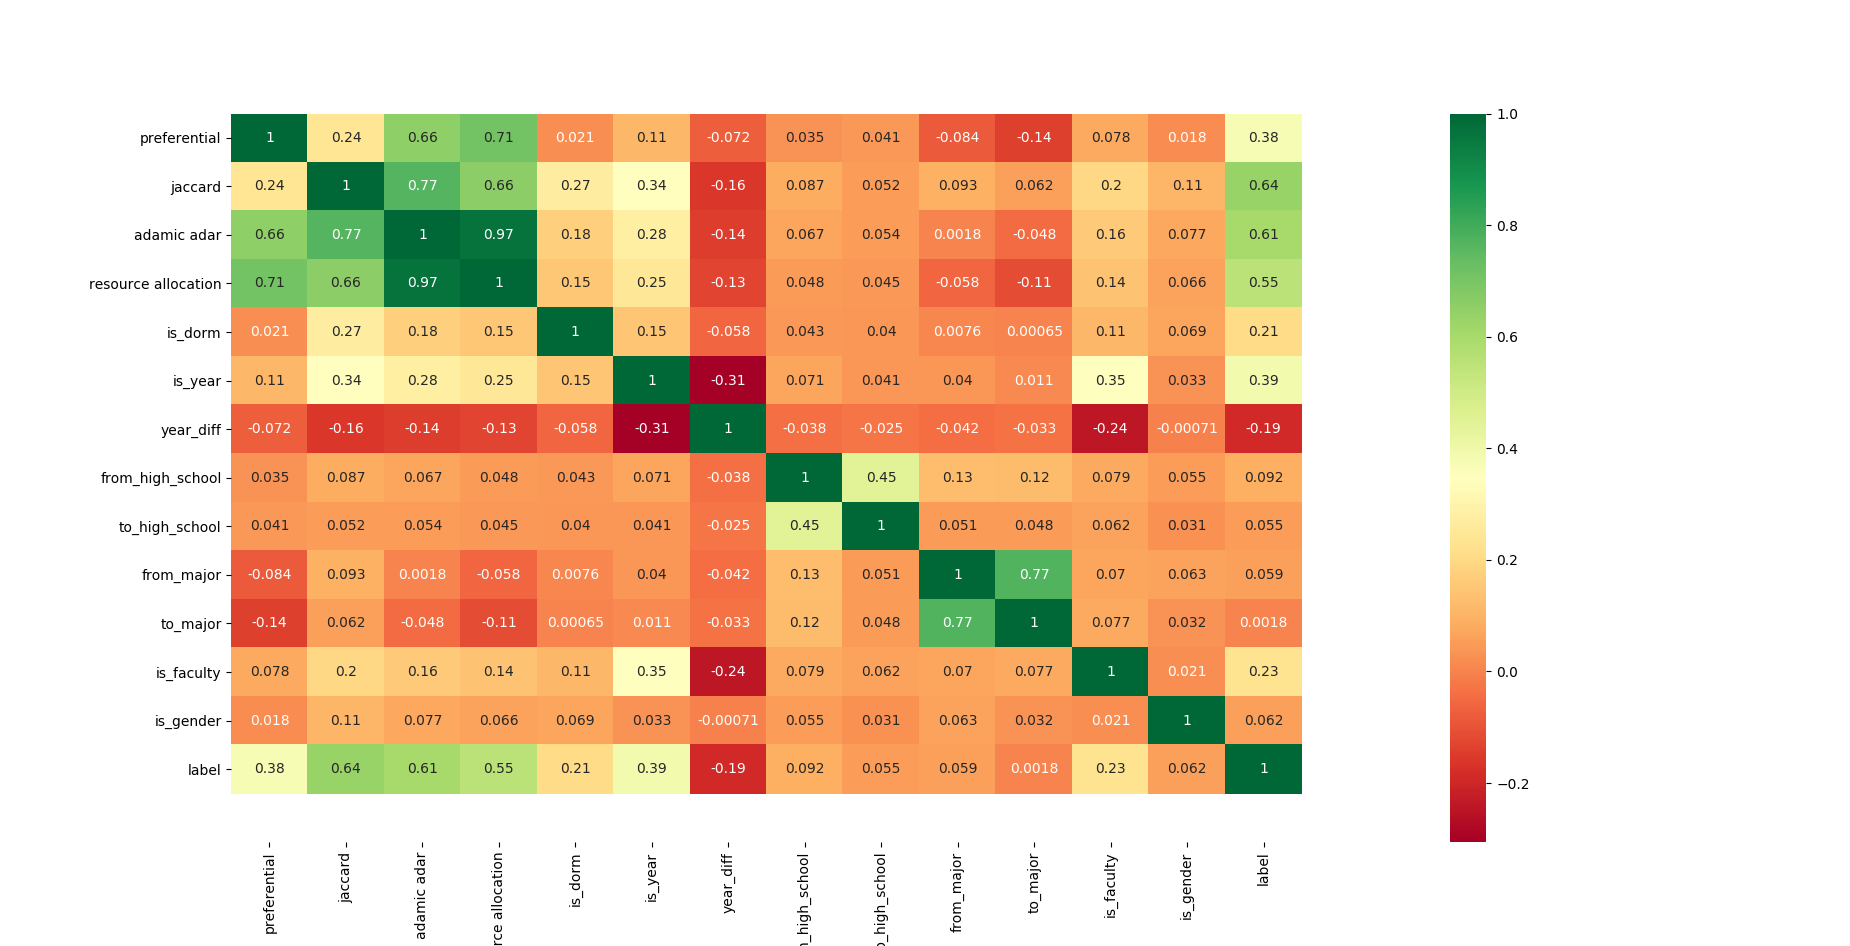 preferential 1 0.24 0.66 0.71 0.021 0.11 -0.072 0.035 0.041 -0.084 -0.14 0.078 0.018 0.38
jaccard 0.24 1 0.77 0.66 0.27 0.34 -0.16 0.087 0.052 0.093 0.062 0.2 0.11 0.64
adamic adar 0.66 0.77 1 0.97 0.18 0.28 -0.14 0.067 0.054 0.0018 -0.048 0.16 0.077 0.61
resource allocation 0.71 0.66 0.97 1 0.15 0.25 -0.13 0.048 0.045 -0.058 -0.11 0.14 0.066 0.55
is_dorm 0.021 0.27 0.18 0.15 1 0.15 -0.058 0.043 0.04 0.0076 0.00065 0.11 0.069 0.21
is_year 0.11 0.34 0.28 0.25 0.15 1 -0.31 0.071 0.041 0.04 0.011 0.35 0.033 0.39
year_diff -0.072 -0.16 -0.14 -0.13 -0.058 -0.31 1 -0.038 -0.025 -0.042 -0.033 -0.24 -0.00071 -0.19
from_high_school 0.035 0.087 0.067 0.048 0.043 0.071 -0.038 1 0.45 0.13 0.12 0.079 0.055 0.092
to_high_school 0.041 0.052 0.054 0.045 0.04 0.041 -0.025 0.45 1 0.051 0.048 0.062 0.031 0.055
from_major -0.084 0.093 0.0018 -0.058 0.0076 0.04 -0.042 0.13 0.051 1 0.77 0.07 0.063 0.059
to_major -0.14 0.062 -0.048 -0.11 0.00065 0.011 -0.033 0.12 0.048 0.77 1 0.077 0.032 0.0018
is_faculty 0.078 0.2 0.16 0.14 0.11 0.35 -0.24 0.079 0.062 0.07 0.077 1 0.021 0.23
is_gender 0.018 0.11 0.077 0.066 0.069 0.033 -0.00071 0.055 0.031 0.063 0.032 0.021 1 0.062
label 0.38 0.64 0.61 0.55 0.21 0.39 -0.19 0.092 0.055 0.059 0.0018 0.23 0.062 1
preferential
jaccard
adamic adar
rce allocation
is_dorm
is_year
year_diff
_high_school
_high_school
from_major
to_major
is_faculty
is_gender
label
1.0
0.8
0.6
0.4
0.2
0.0
−0.2